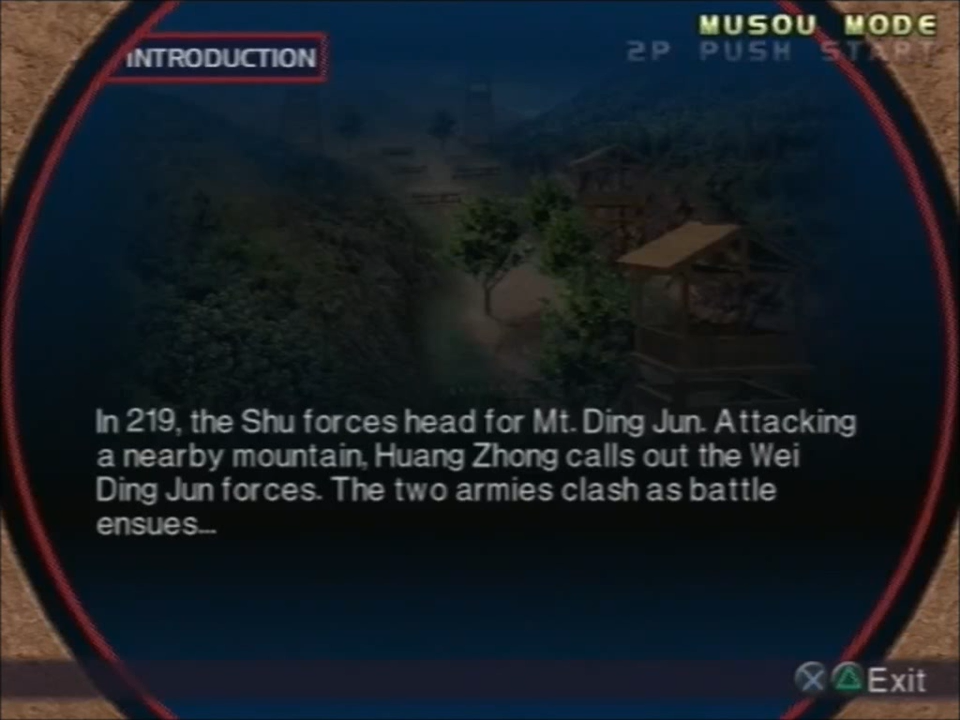 MUSOU MODE
INTRODUCTION
2P PUSH START
In 219, the Shu forces head for Mt. Ding Jun. Attacking
a nearby mountain, Huang Zhong calls out the Wei
Ding Jun forces. The two armies clash as battle
ensues...
Exit